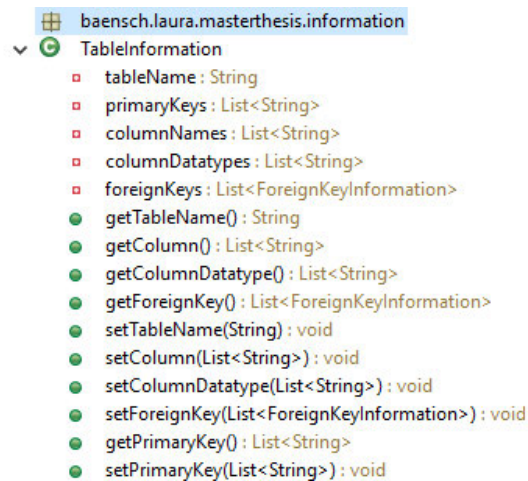 baensch.laura.masterthesis.information
TableInformation
tableName : String
primaryKeys : List<String>
columnNames : List<String>
columnDatatypes : List<String>
foreignKeys : List<ForeignKeyInformation>
getTableName() : String
getColumn() : List<String>
getColumnDatatype() : List<String>
getForeignKey() : List<ForeignKeyInformation>
setTableName(String) : void
setColumn(List<String>) : void
setColumnDatatype(List<String>) : void
setForeignKey(List<ForeignKeyInformation>) : void
getPrimaryKey() : List<String>
setPrimaryKey(List<String>) : void